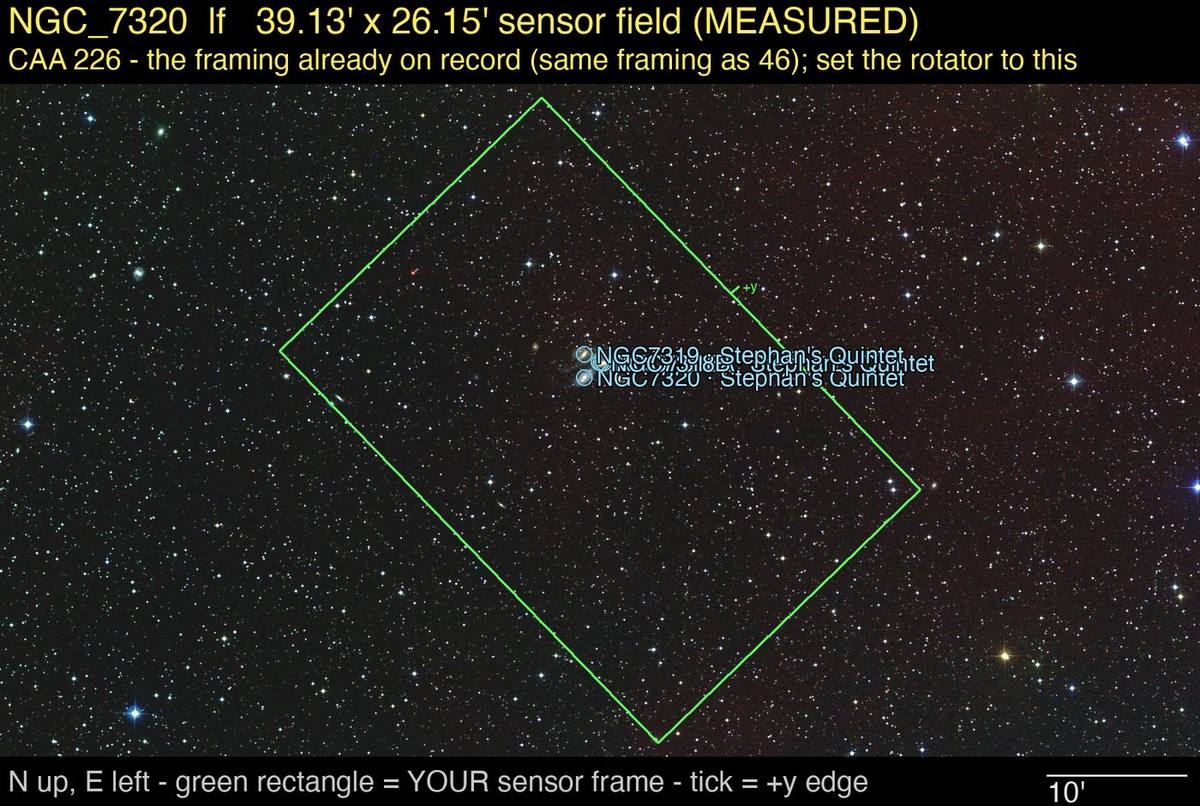 NGC_7320 lf 39.13' x 26.15' sensor field (MEASURED)
CAA 226 - the framing already on record (same framing as 46); set the rotator to this
+y
NGC7319 · Stephan's Quintet
Stephan's Quintet
NGC7320 · Stephan's Quintet
N up, E left - green rectangle = YOUR sensor frame - tick = +y edge
10'